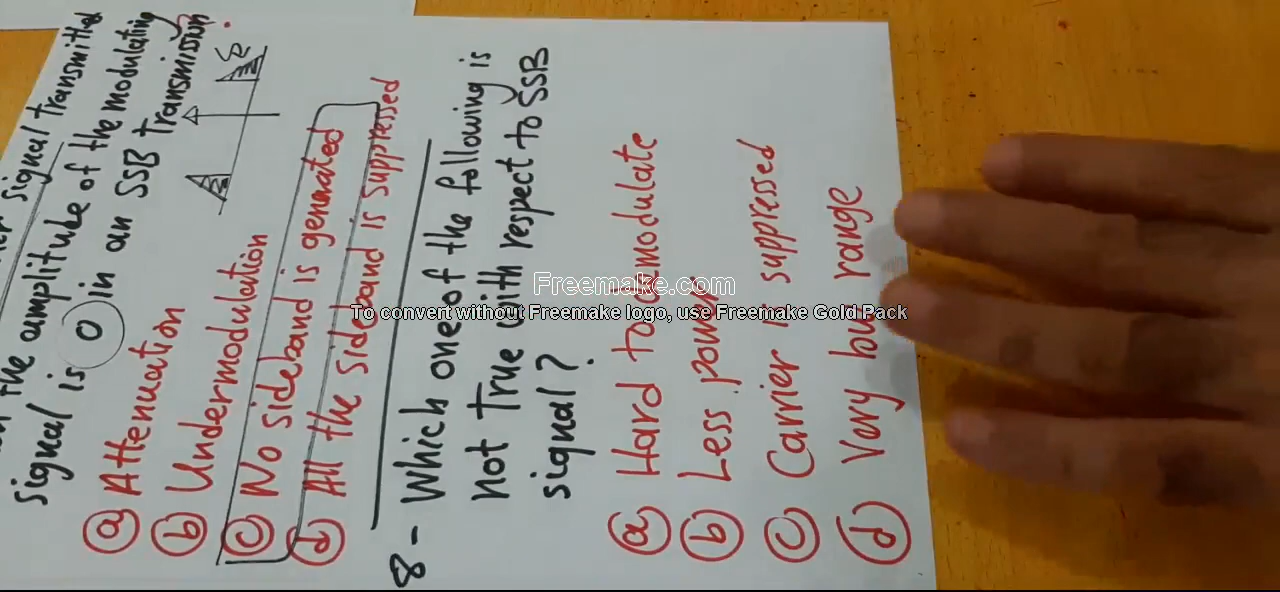 signal transmitted
the amplitude of the modulating
signal is 0 in an SSB transmission
a Attenuation
b Undermodulation
c No sideband is generated
d All the sideband is suppressed
8- Which one of the following is
not True with respect to SSB
signal?
a Hard to demodulate
b Less power
c Carrier is suppressed
d Very low range
Freemake.com
To convert without Freemake logo, use Freemake Gold Pack